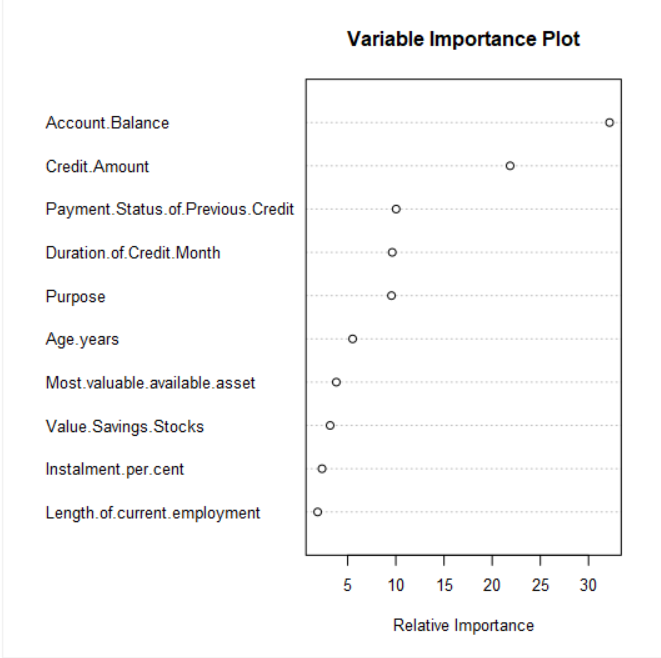 Variable Importance Plot
Account.Balance
Credit.Amount
Payment.Status.of.Previous.Credit
Duration.of.Credit.Month
Purpose
Age.years
Most.valuable.available.asset
Value.Savings.Stocks
Instalment.per.cent
Length.of.current.employment
5 10 15 20 25 30
Relative Importance